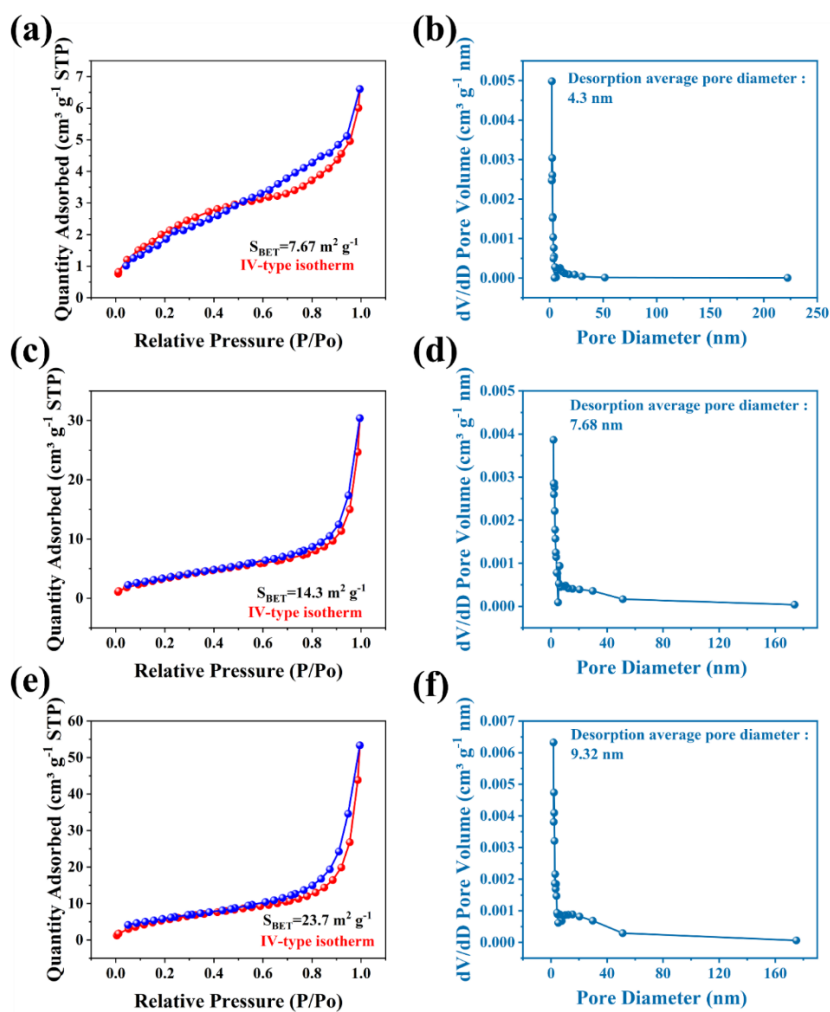 (a)
Quantity Adsorbed (cm³ g⁻¹ STP)
7
6
5
4
3
2
1
0
S_BET=7.67 m² g⁻¹
IV-type isotherm
0.0 0.2 0.4 0.6 0.8 1.0
Relative Pressure (P/Po)
(b)
dV/dD Pore Volume (cm³ g⁻¹ nm)
0.005
0.004
0.003
0.002
0.001
0.000
Desorption average pore diameter :
4.3 nm
0 50 100 150 200 250
Pore Diameter (nm)
(c)
Quantity Adsorbed (cm³ g⁻¹ STP)
30
20
10
0
S_BET=14.3 m² g⁻¹
IV-type isotherm
0.0 0.2 0.4 0.6 0.8 1.0
Relative Pressure (P/Po)
(d)
dV/dD Pore Volume (cm³ g⁻¹ nm)
0.005
0.004
0.003
0.002
0.001
0.000
Desorption average pore diameter :
7.68 nm
0 40 80 120 160
Pore Diameter (nm)
(e)
Quantity Adsorbed (cm³ g⁻¹ STP)
60
50
40
30
20
10
0
S_BET=23.7 m² g⁻¹
IV-type isotherm
0.0 0.2 0.4 0.6 0.8 1.0
Relative Pressure (P/Po)
(f)
dV/dD Pore Volume (cm³ g⁻¹ nm)
0.007
0.006
0.005
0.004
0.003
0.002
0.001
0.000
Desorption average pore diameter :
9.32 nm
0 40 80 120 160
Pore Diameter (nm)